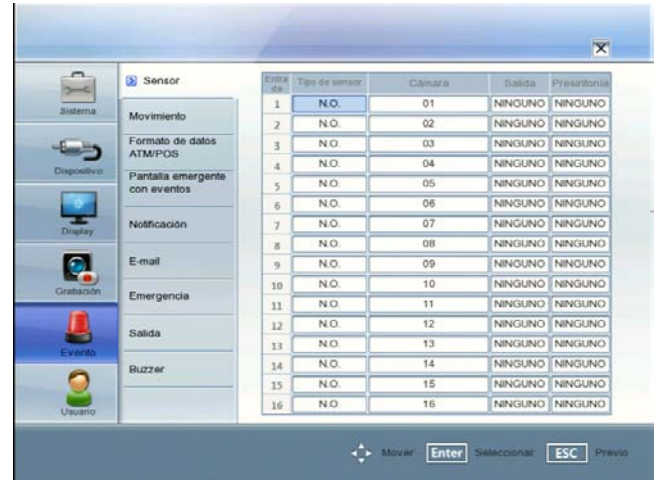 Sistema
Dispositivo
Display
Grabación
Evento
Usuario
Sensor
Movimiento
Formato de datos
ATM/POS
Pantalla emergente
con eventos
Notificación
E-mail
Emergencia
Salida
Buzzer
Entra
da
Tipo de sensor Cámara Salida Presintonía
1 N.O. 01 NINGUNO NINGUNO
2 N.O. 02 NINGUNO NINGUNO
3 N.O. 03 NINGUNO NINGUNO
4 N.O. 04 NINGUNO NINGUNO
5 N.O. 05 NINGUNO NINGUNO
6 N.O. 06 NINGUNO NINGUNO
7 N.O. 07 NINGUNO NINGUNO
8 N.O. 08 NINGUNO NINGUNO
9 N.O. 09 NINGUNO NINGUNO
10 N.O. 10 NINGUNO NINGUNO
11 N.O. 11 NINGUNO NINGUNO
12 N.O. 12 NINGUNO NINGUNO
13 N.O. 13 NINGUNO NINGUNO
14 N.O. 14 NINGUNO NINGUNO
15 N.O. 15 NINGUNO NINGUNO
16 N.O. 16 NINGUNO NINGUNO
Mover Enter Seleccionar ESC Previo